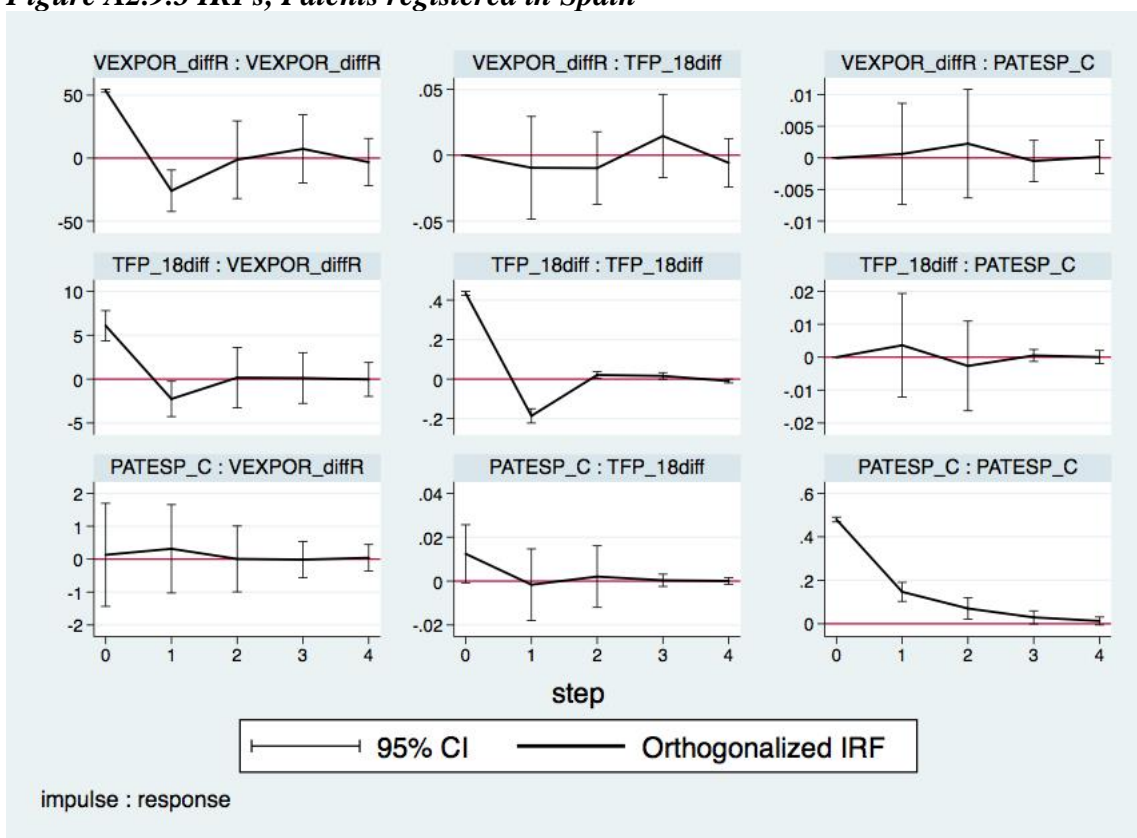 Figure A2.9.3 IRFs, Patents registered in Spain
VEXPOR_diffR : VEXPOR_diffR
VEXPOR_diffR : TFP_18diff
VEXPOR_diffR : PATESP_C
50
0
-50
.05
0
-.05
.01
.005
0
-.005
-.01
TFP_18diff : VEXPOR_diffR
TFP_18diff : TFP_18diff
TFP_18diff : PATESP_C
10
5
0
-5
.4
.2
0
-.2
.02
.01
0
-.01
-.02
PATESP_C : VEXPOR_diffR
PATESP_C : TFP_18diff
PATESP_C : PATESP_C
2
1
0
-1
-2
.04
.02
0
-.02
.6
.4
.2
0
0 1 2 3 4
0 1 2 3 4
0 1 2 3 4
step
95% CI
Orthogonalized IRF
impulse : response